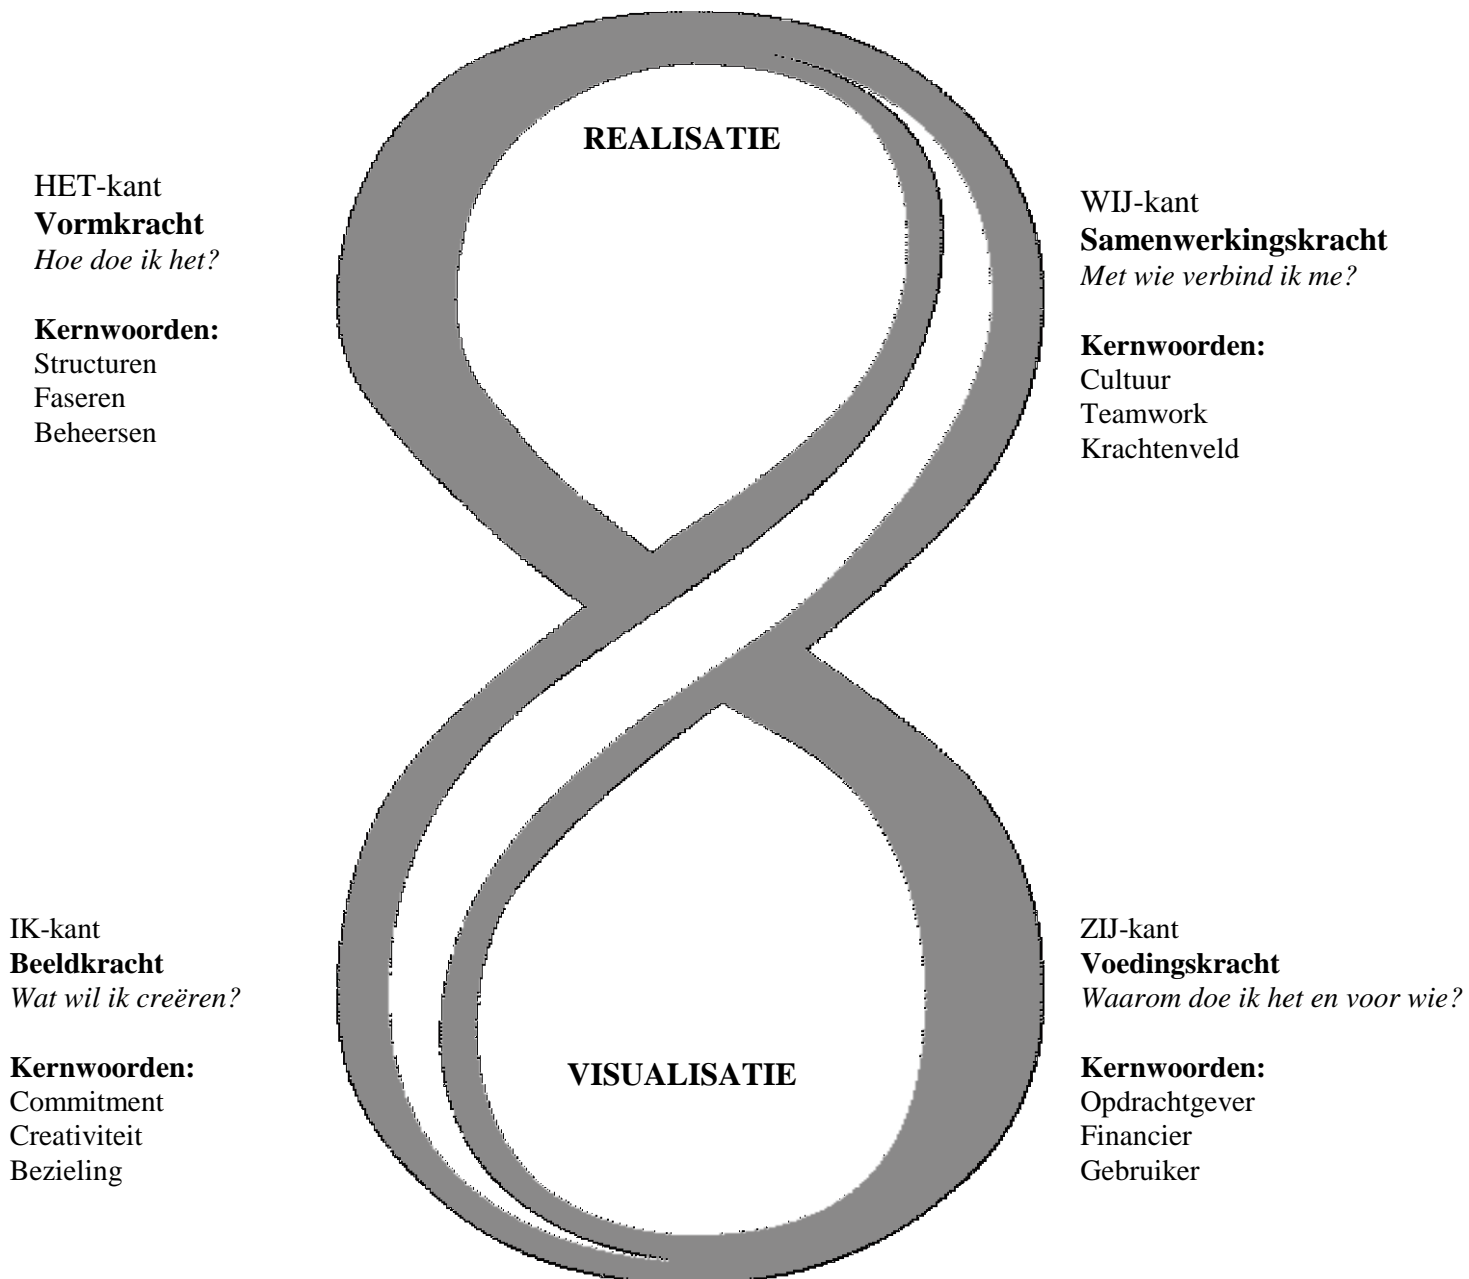 REALISATIE
HET-kant
Vormkracht
Hoe doe ik het?
Kernwoorden:
Structuren
Faseren
Beheersen
WIJ-kant
Samenwerkingskracht
Met wie verbind ik me?
Kernwoorden:
Cultuur
Teamwork
Krachtenveld
IK-kant
Beeldkracht
Wat wil ik creëren?
Kernwoorden:
Commitment
Creativiteit
Bezieling
VISUALISATIE
ZIJ-kant
Voedingskracht
Waarom doe ik het en voor wie?
Kernwoorden:
Opdrachtgever
Financier
Gebruiker